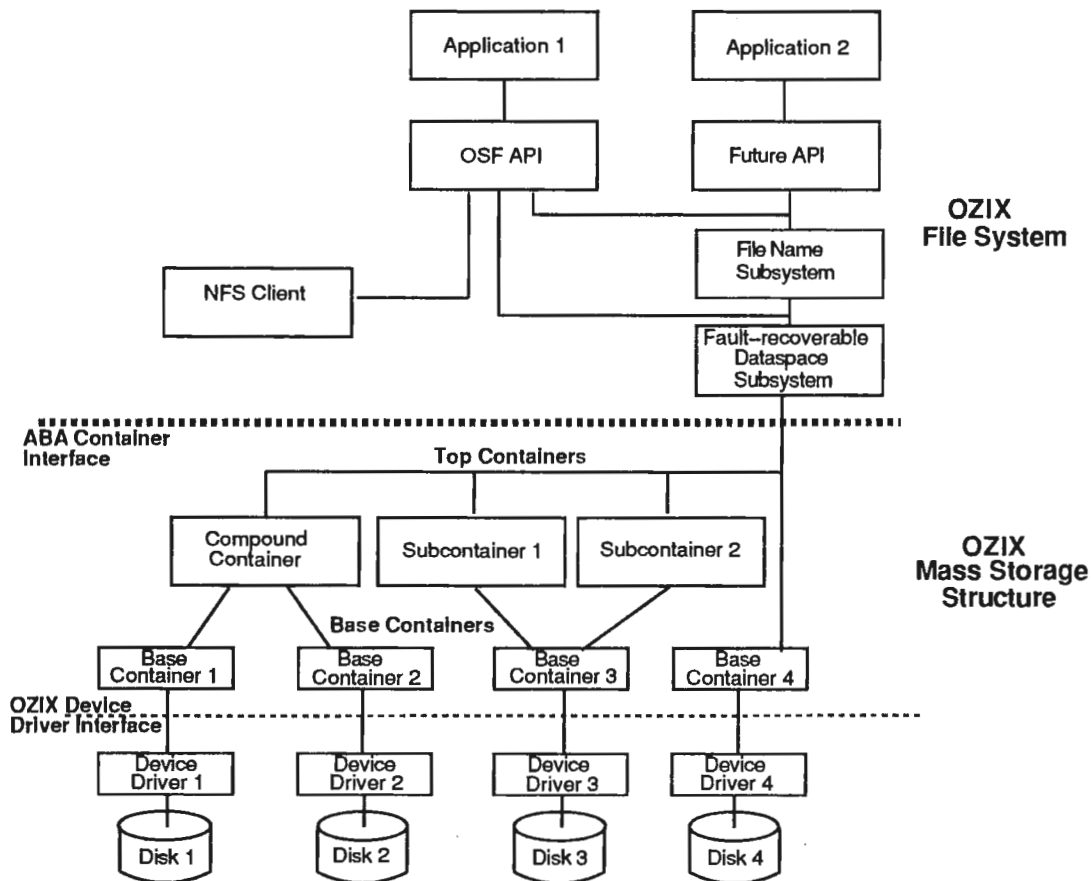 Application 1
Application 2
OSF API
Future API
OZIX
File System
File Name
Subsystem
NFS Client
Fault-recoverable
Dataspace
Subsystem
ABA Container
Interface
Top Containers
Compound
Container
Subcontainer 1
Subcontainer 2
OZIX
Mass Storage
Structure
Base Containers
Base
Container 1
Base
Container 2
Base
Container 3
Base
Container 4
OZIX Device
Driver Interface
Device
Driver 1
Device
Driver 2
Device
Driver 3
Device
Driver 4
Disk 1
Disk 2
Disk 3
Disk 4